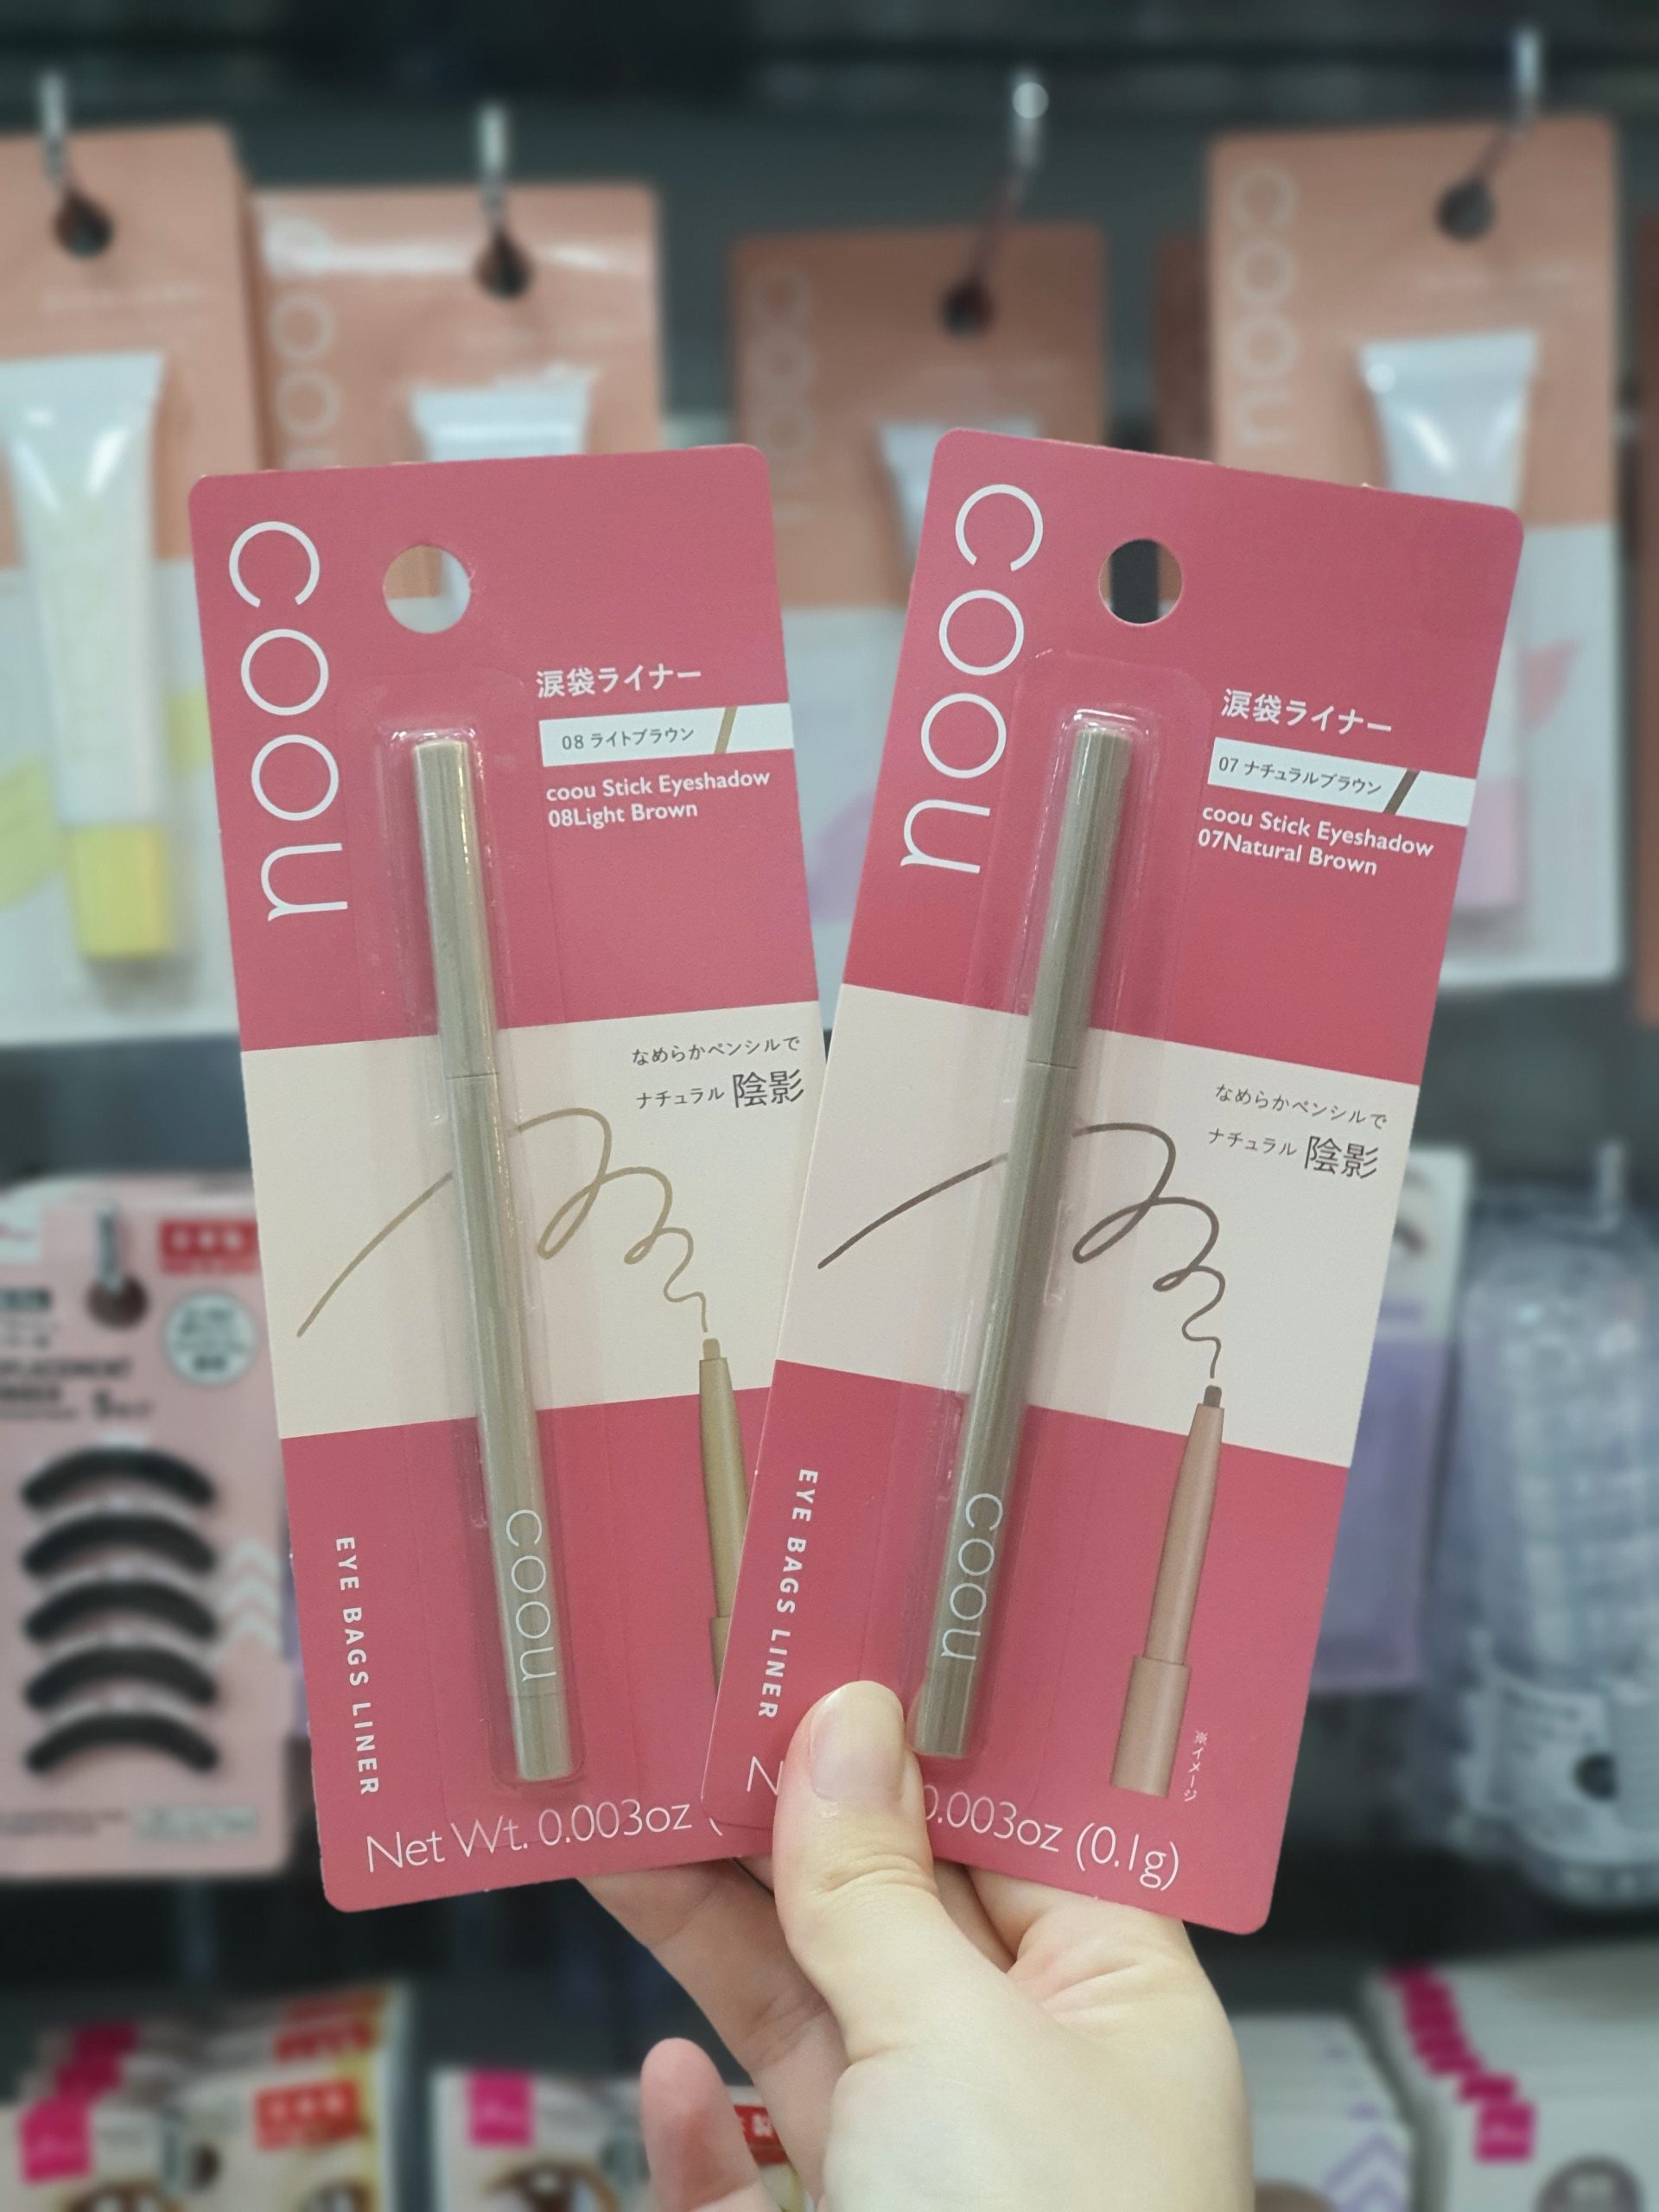 coou
涙袋ライナー
08 ライトブラウン
coou Stick Eyeshadow
08Light Brown
なめらかペンシルで
ナチュラル 陰影
coou
EYE BAGS LINER
Net Wt. 0.003oz (
coou
涙袋ライナー
07 ナチュラルブラウン
coou Stick Eyeshadow
07Natural Brown
なめらかペンシルで
ナチュラル 陰影
coou
EYE BAGS LINER
※イメージ
0.003oz (0.1g)
coou
coou
coou